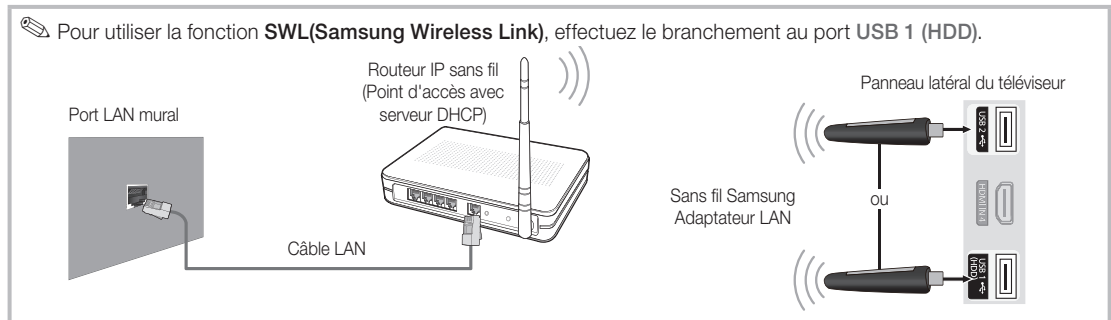 Pour utiliser la fonction SWL(Samsung Wireless Link), effectuez le branchement au port USB 1 (HDD).
Port LAN mural
Routeur IP sans fil
(Point d'accès avec
serveur DHCP)
Câble LAN
Panneau latéral du téléviseur
Sans fil Samsung
Adaptateur LAN
ou
USB 2
HDMI IN 4
USB 1
(HDD)